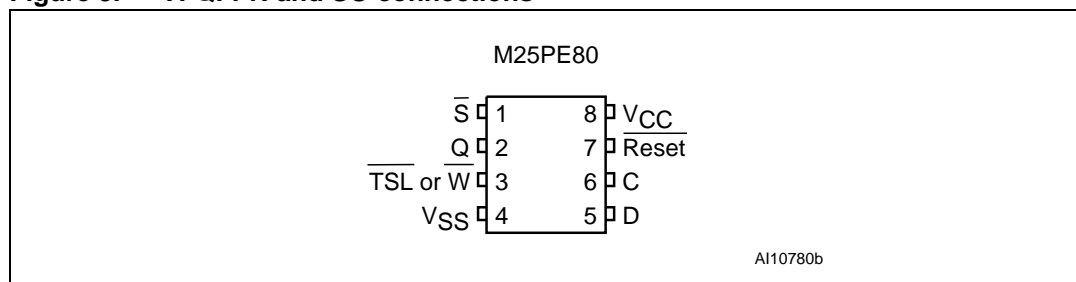 M25PE80
S 1 8 VCC
Q 2 7 Reset
TSL or W 3 6 C
VSS 4 5 D
AI10780b